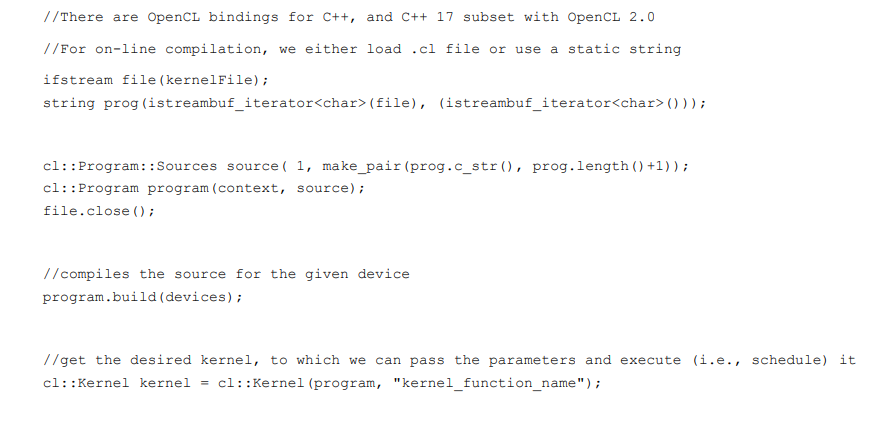 //There are OpenCL bindings for C++, and C++ 17 subset with OpenCL 2.0
//For on-line compilation, we either load .cl file or use a static string
ifstream file(kernelFile);
string prog(istreambuf_iterator<char>(file), (istreambuf_iterator<char>()));
cl::Program::Sources source( 1, make_pair(prog.c_str(), prog.length()+1));
cl::Program program(context, source);
file.close();
//compiles the source for the given device
program.build(devices);
//get the desired kernel, to which we can pass the parameters and execute (i.e., schedule) it
cl::Kernel kernel = cl::Kernel(program, "kernel_function_name");